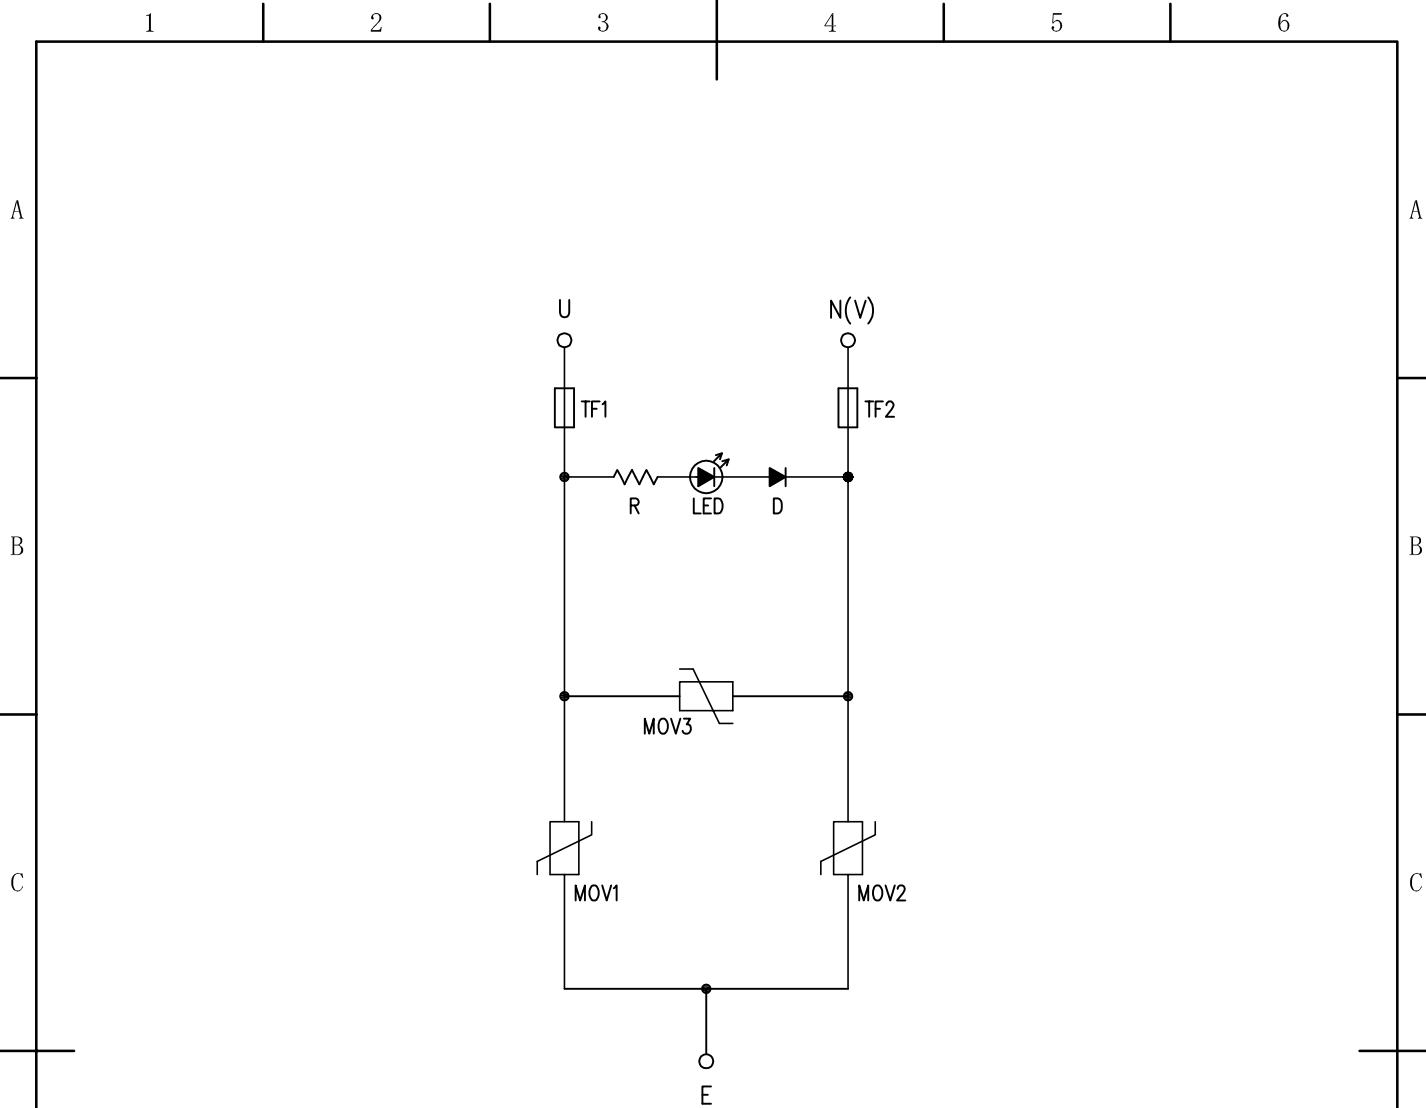 1 2 3 4 5 6
A A
U N(V)
TF1 TF2
R LED D
B B
MOV3
C C
MOV1 MOV2
E